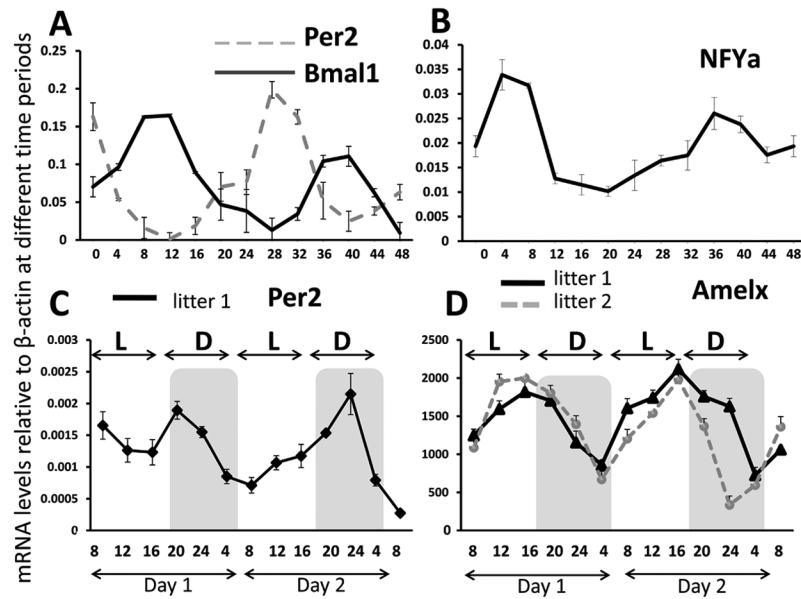 mRNA levels relative to β-actin at different time periods
A
Per2
Bmal1
0.25
0.2
0.15
0.1
0.05
0
0 4 8 12 16 20 24 28 32 36 40 44 48
B
NFYa
0.04
0.035
0.03
0.025
0.02
0.015
0.01
0.005
0
0 4 8 12 16 20 24 28 32 36 40 44 48
C
litter 1
Per2
L D L D
0.003
0.0025
0.002
0.0015
0.001
0.0005
0
8 12 16 20 24 4 8 12 16 20 24 4 8
Day 1 Day 2
D
litter 1
litter 2
Amelx
L D L D
2500
2000
1500
1000
500
0
8 12 16 20 24 4 8 12 16 20 24 4 8
Day 1 Day 2